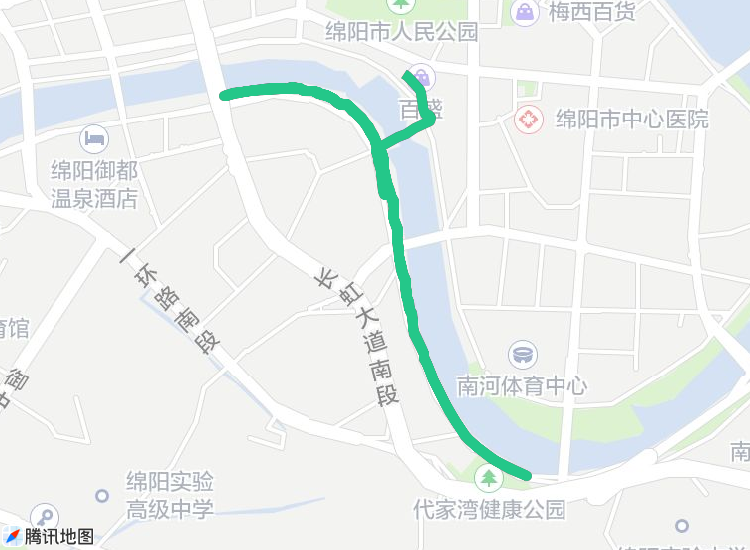 绵阳市人民公园
梅西百货
百盛
绵阳市中心医院
绵阳御都
温泉酒店
一环路南段
长虹大道南段
南河体育中心
绵阳实验
高级中学
代家湾健康公园
腾讯地图